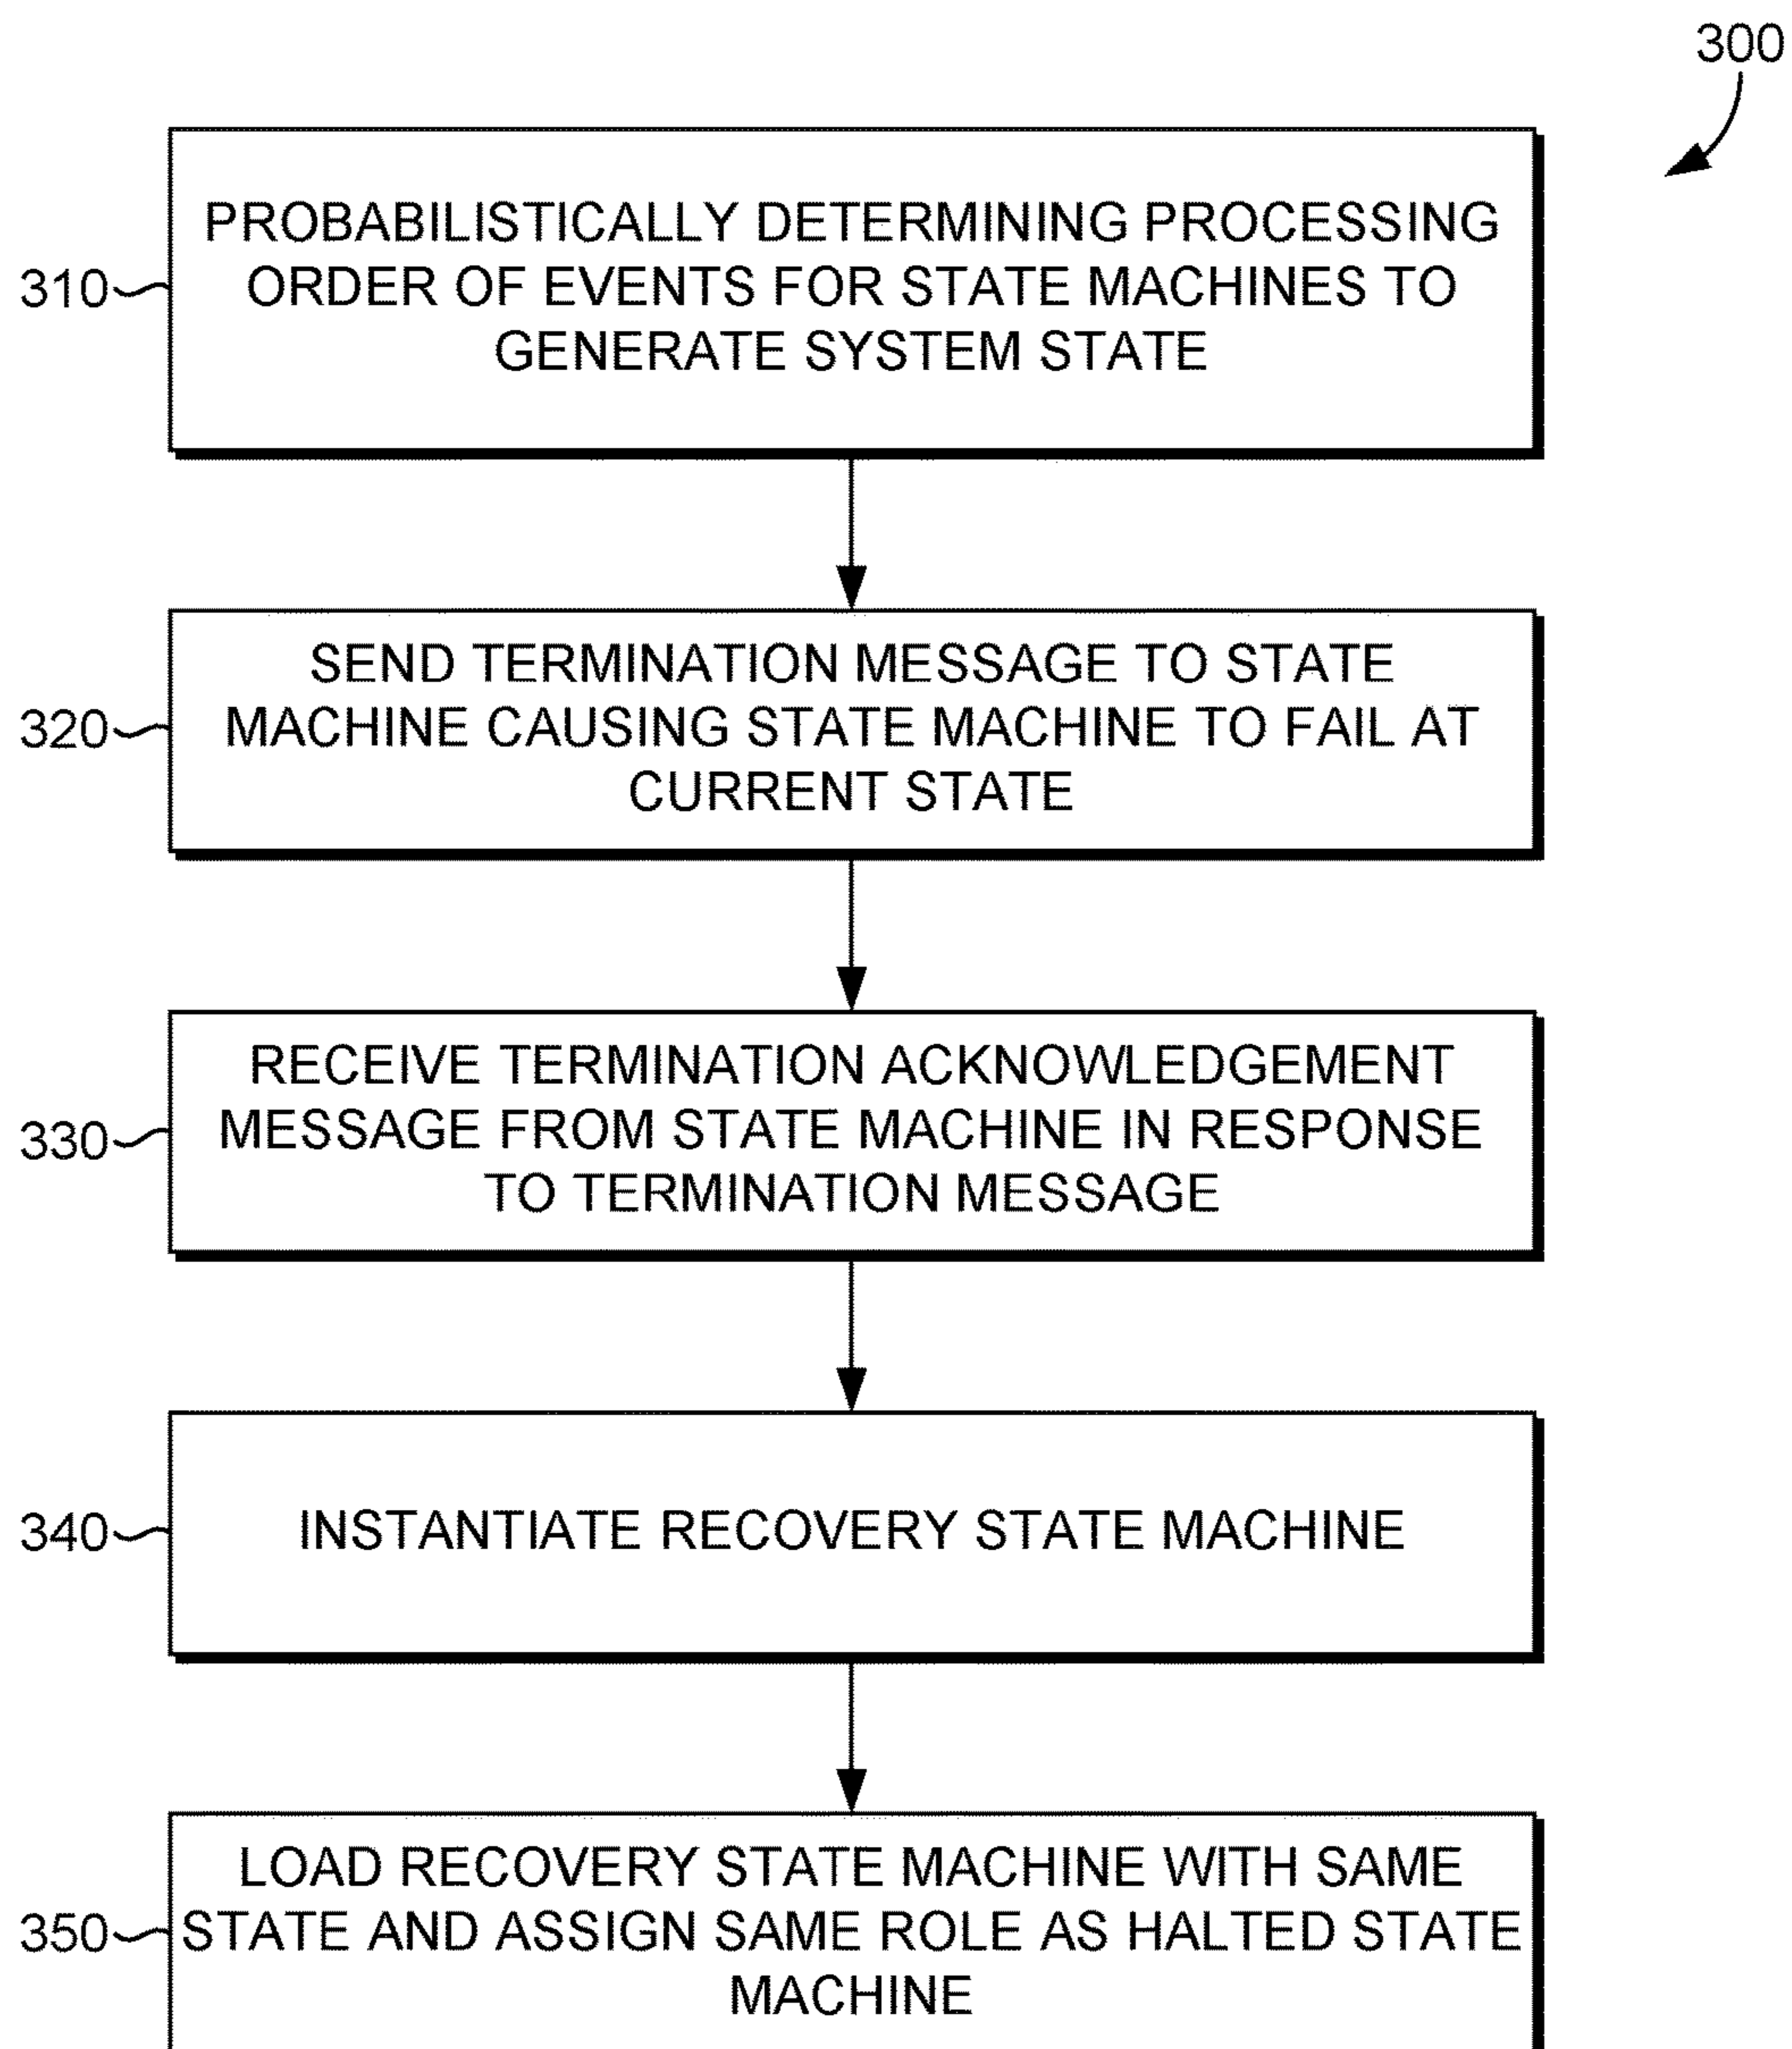 300
310
PROBABILISTICALLY DETERMINING PROCESSING
ORDER OF EVENTS FOR STATE MACHINES TO
GENERATE SYSTEM STATE
320
SEND TERMINATION MESSAGE TO STATE
MACHINE CAUSING STATE MACHINE TO FAIL AT
CURRENT STATE
330
RECEIVE TERMINATION ACKNOWLEDGEMENT
MESSAGE FROM STATE MACHINE IN RESPONSE
TO TERMINATION MESSAGE
340
INSTANTIATE RECOVERY STATE MACHINE
350
LOAD RECOVERY STATE MACHINE WITH SAME
STATE AND ASSIGN SAME ROLE AS HALTED STATE
MACHINE